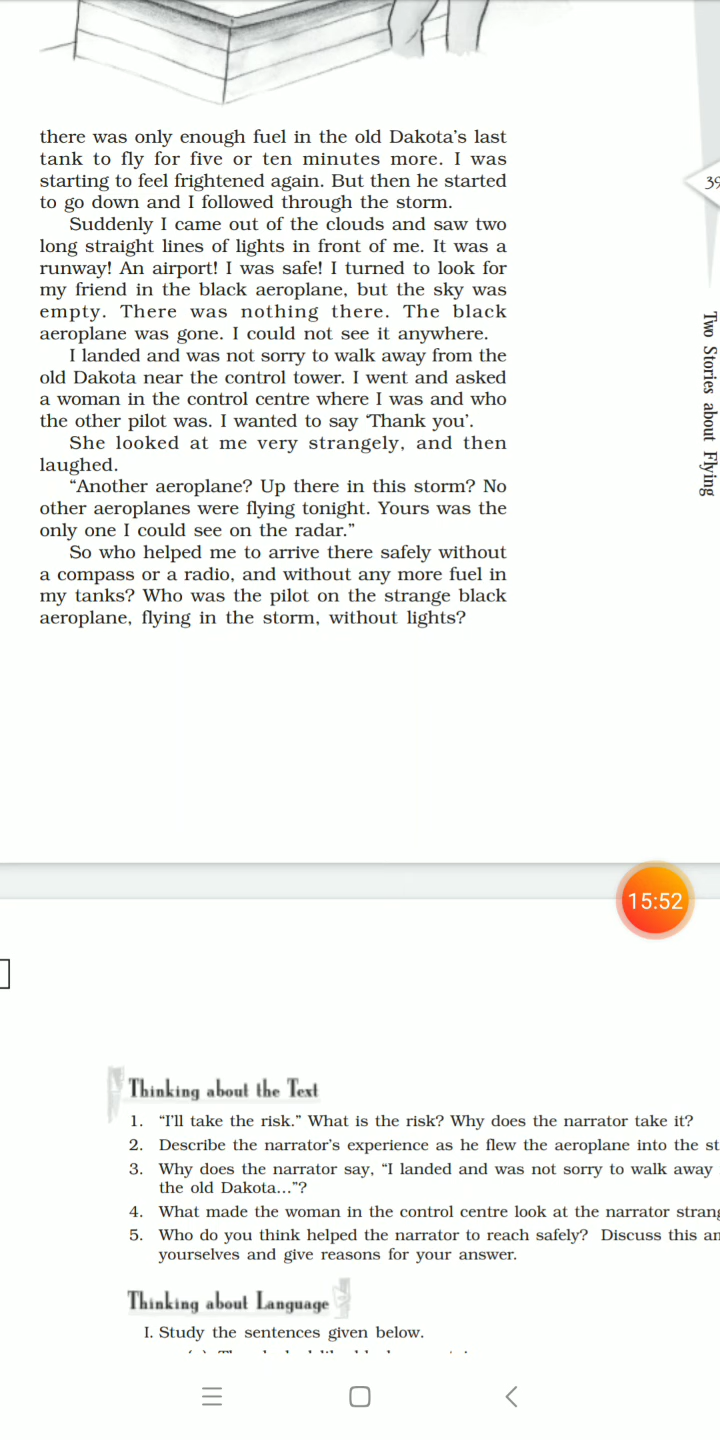 there was only enough fuel in the old Dakota's last
tank to fly for five or ten minutes more. I was
starting to feel frightened again. But then he started
to go down and I followed through the storm.
Suddenly I came out of the clouds and saw two
long straight lines of lights in front of me. It was a
runway! An airport! I was safe! I turned to look for
my friend in the black aeroplane, but the sky was
empty. There was nothing there. The black
aeroplane was gone. I could not see it anywhere.
I landed and was not sorry to walk away from the
old Dakota near the control tower. I went and asked
a woman in the control centre where I was and who
the other pilot was. I wanted to say ‘Thank you’.
She looked at me very strangely, and then
laughed.
“Another aeroplane? Up there in this storm? No
other aeroplanes were flying tonight. Yours was the
only one I could see on the radar.”
So who helped me to arrive there safely without
a compass or a radio, and without any more fuel in
my tanks? Who was the pilot on the strange black
aeroplane, flying in the storm, without lights?
39
Two Stories about Flying
15:52
Thinking about the Text
1. “I’ll take the risk.” What is the risk? Why does the narrator take it?
2. Describe the narrator’s experience as he flew the aeroplane into the st
3. Why does the narrator say, “I landed and was not sorry to walk away
the old Dakota...”?
4. What made the woman in the control centre look at the narrator strang
5. Who do you think helped the narrator to reach safely? Discuss this am
yourselves and give reasons for your answer.
Thinking about Language
I. Study the sentences given below.